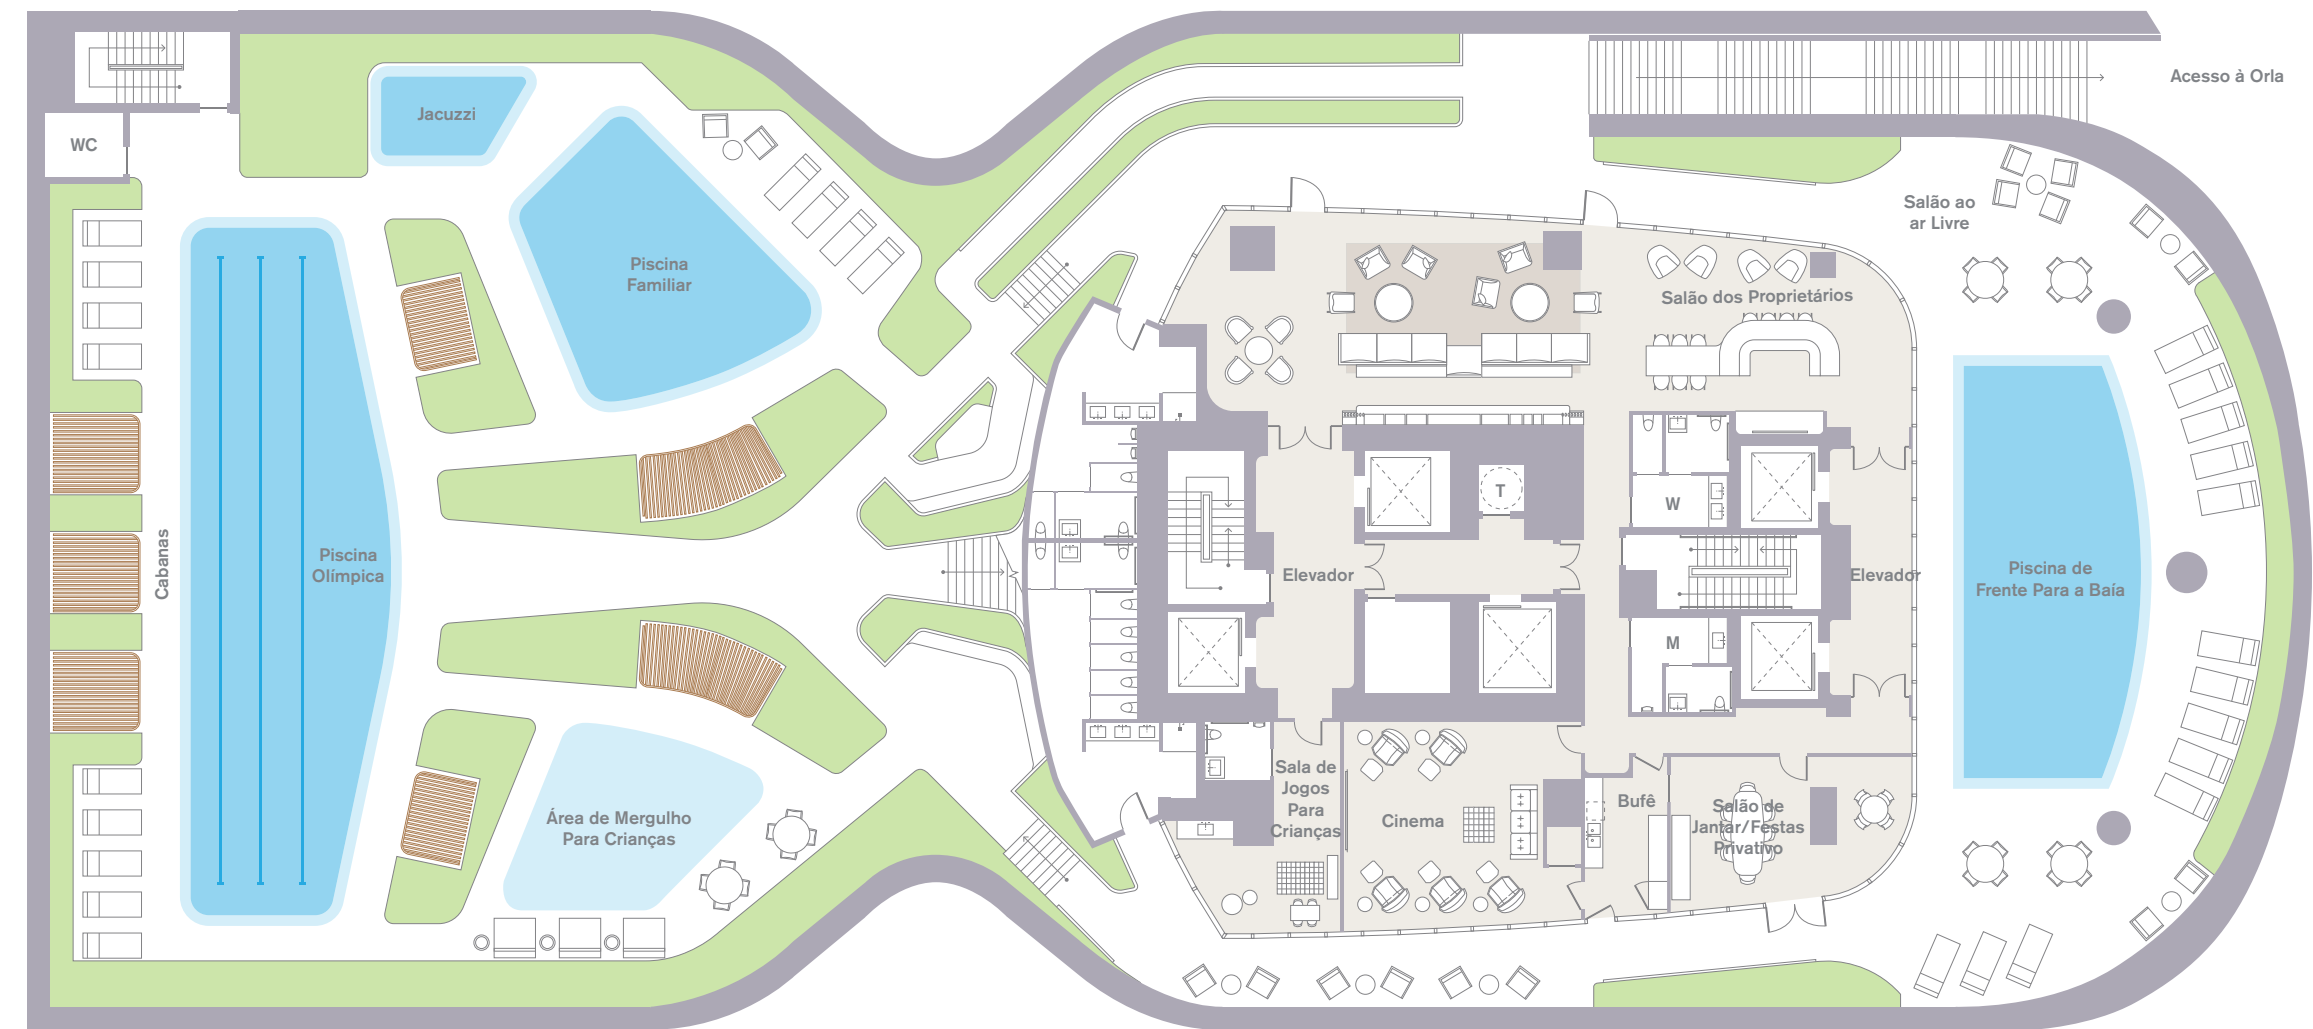 Acesso à Orla
Jacuzzi
WC
Salão ao
ar Livre
Piscina
Familiar
Salão dos Proprietários
T
W
Cabanas
Piscina
Olímpica
Elevador
Elevador
Piscina de
Frente Para a Baía
M
Sala de
Jogos
Para
Crianças
Área de Mergulho
Para Crianças
Cinema
Bufê
Salão de
Jantar/Festas
Privativo